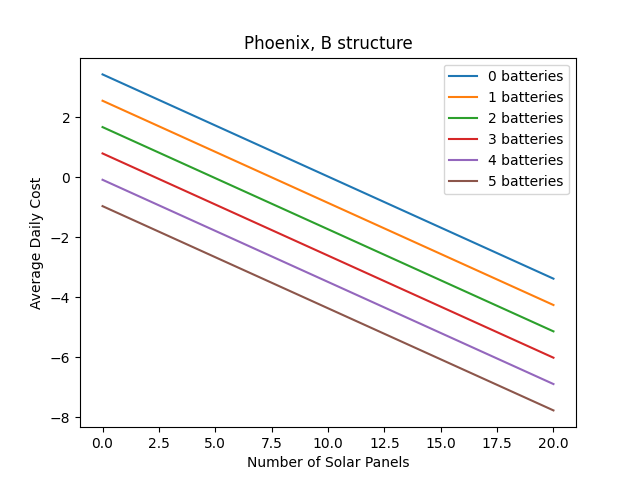 Phoenix, B structure
0 batteries
1 batteries
2 batteries
3 batteries
4 batteries
5 batteries
Average Daily Cost
2
0
−2
−4
−6
−8
0.0 2.5 5.0 7.5 10.0 12.5 15.0 17.5 20.0
Number of Solar Panels